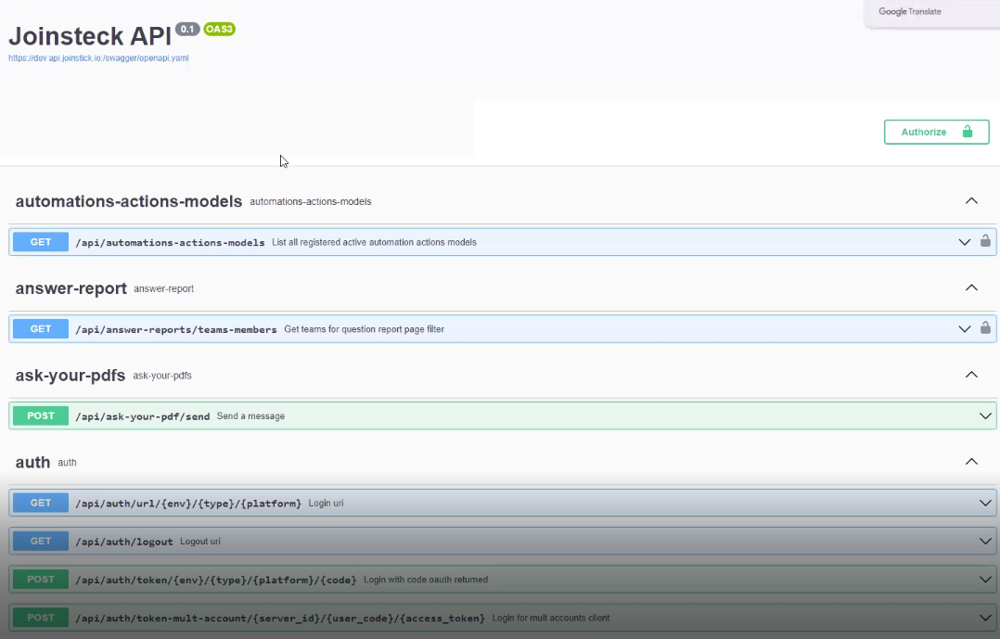 Google Translate
Joinsteck API 0.1 OAS3
https://dev.api.joinstick.io./swagger/openapi.yaml
Authorize
automations-actions-models automations-actions-models
GET /api/automations-actions-models List all registered active automation actions models
answer-report answer-report
GET /api/answer-reports/teams-members Get teams for question report page filter
ask-your-pdfs ask-your-pdfs
POST /api/ask-your-pdf/send Send a message
auth auth
GET /api/auth/url/{env}/{type}/{platform} Login uri
GET /api/auth/logout Logout uri
POST /api/auth/token/{env}/{type}/{platform}/{code} Login with code oauth returned
POST /api/auth/token-mult-account/{server_id}/{user_code}/{access_token} Login for mult accounts client